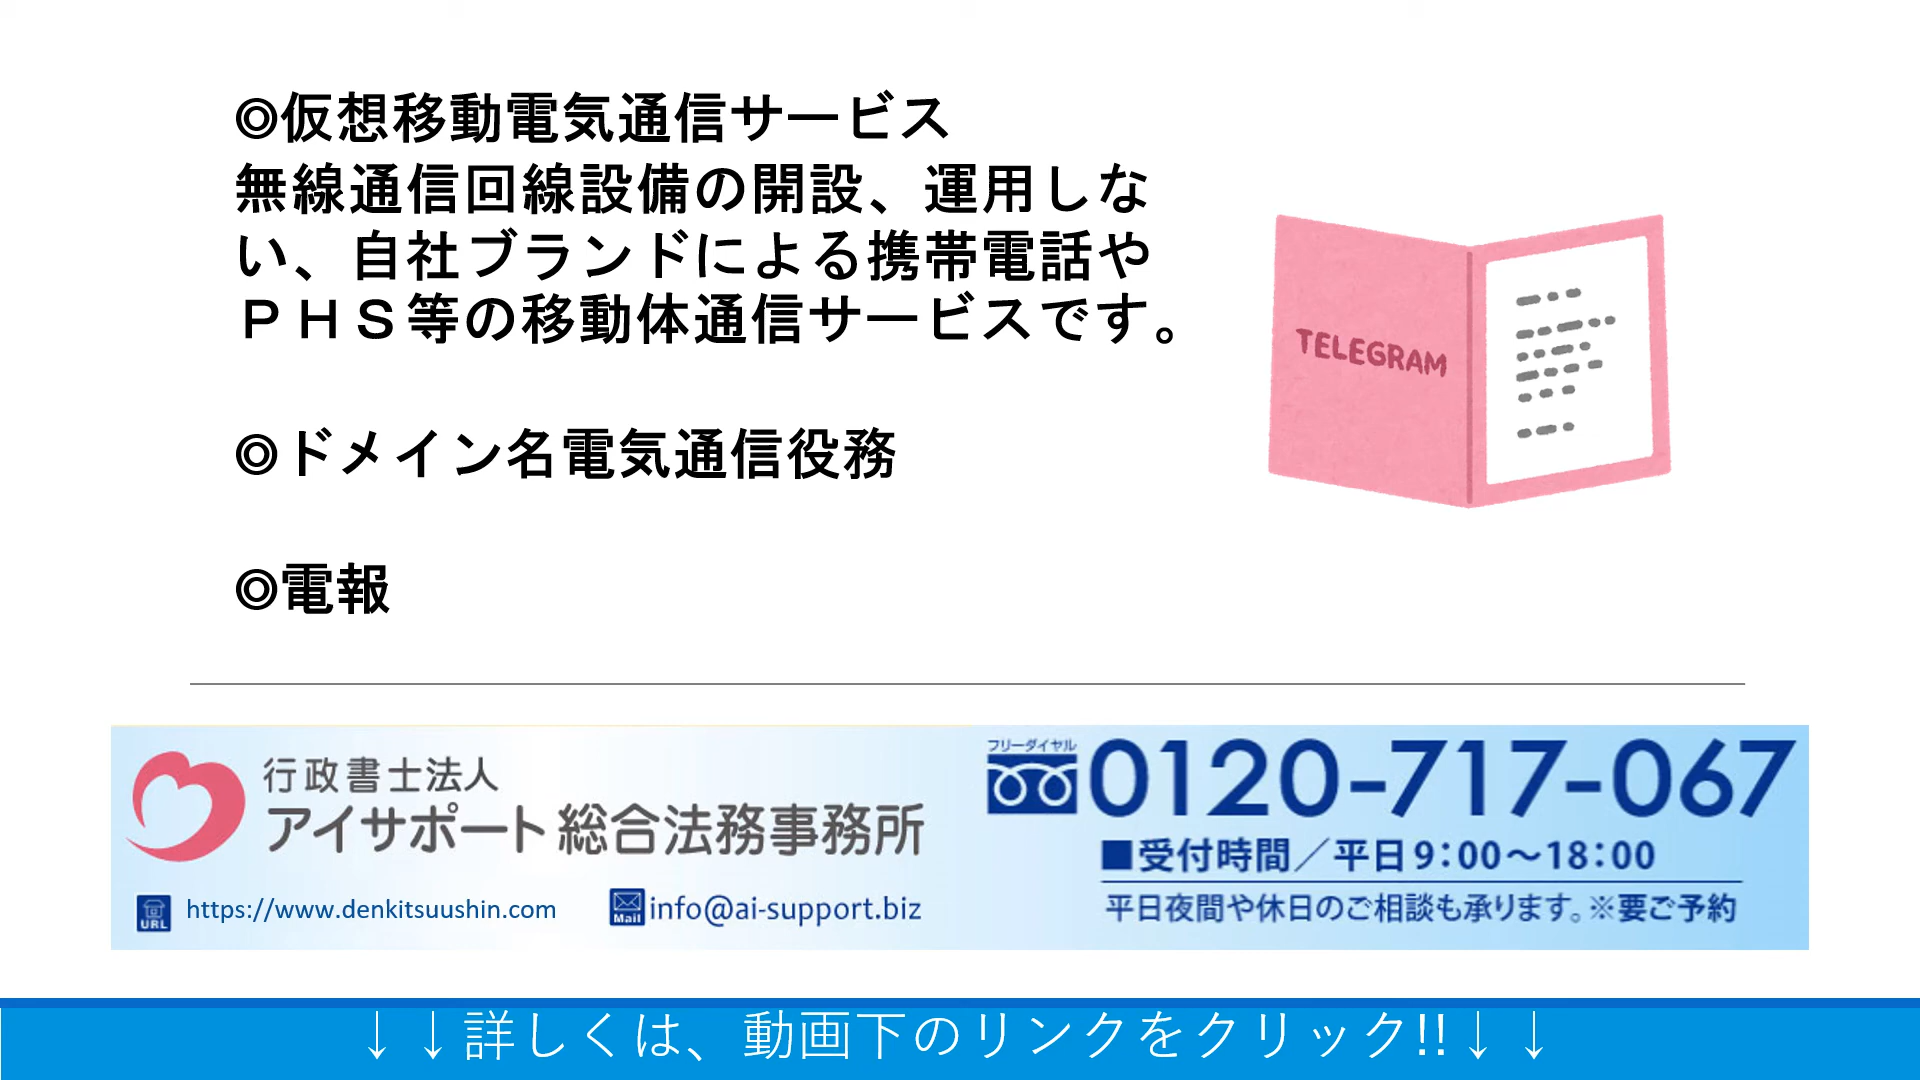 ◎仮想移動電気通信サービス
無線通信回線設備の開設、運用しな
い、自社ブランドによる携帯電話や
ＰＨＳ等の移動体通信サービスです。
◎ドメイン名電気通信役務
◎電報
TELEGRAM
行政書士法人
アイサポート総合法務事務所
URL https://www.denkitsuushin.com
Mail info@ai-support.biz
フリーダイヤル
0120-717-067
■受付時間／平日9:00～18:00
平日夜間や休日のご相談も承ります。※要ご予約
↓↓詳しくは、動画下のリンクをクリック!!↓↓